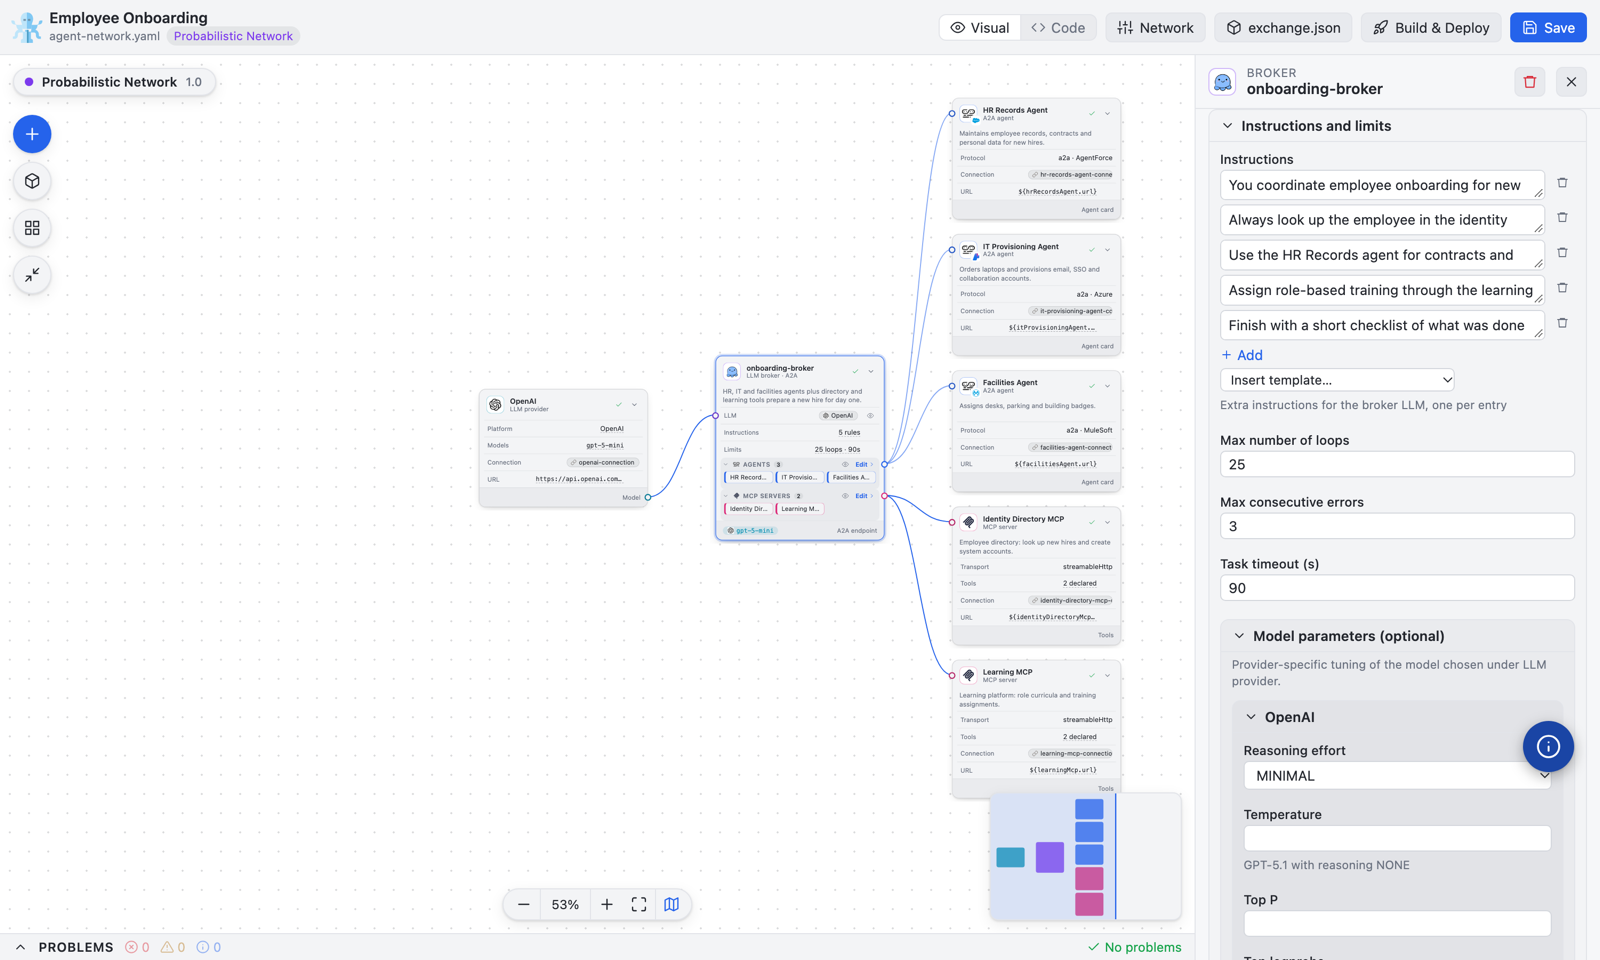 Employee Onboarding
agent-network.yaml Probabilistic Network
Visual
Code
Network
exchange.json
Build & Deploy
Save
Probabilistic Network 1.0
OpenAI
LLM provider
Platform OpenAI
Models gpt-5-mini
Connection openai-connection
URL https://api.openai.com…
Model
onboarding-broker
LLM broker · A2A
HR, IT and facilities agents plus directory and
learning tools prepare a new hire for day one.
LLM OpenAI
Instructions 5 rules
Limits 25 loops · 90s
AGENTS 3 Edit
HR Record… IT Provisio… Facilities A…
MCP SERVERS 2 Edit
Identity Dir… Learning M…
gpt-5-mini A2A endpoint
HR Records Agent
A2A agent
Maintains employee records, contracts and
personal data for new hires.
Protocol a2a · AgentForce
Connection hr-records-agent-conne
URL ${hrRecordsAgent.url}
Agent card
IT Provisioning Agent
A2A agent
Orders laptops and provisions email, SSO and
collaboration accounts.
Protocol a2a · Azure
Connection it-provisioning-agent-cc
URL ${itProvisioningAgent.…
Agent card
Facilities Agent
A2A agent
Assigns desks, parking and building badges.
Protocol a2a · MuleSoft
Connection facilities-agent-connect
URL ${facilitiesAgent.url}
Agent card
Identity Directory MCP
MCP server
Employee directory: look up new hires and create
system accounts.
Transport streamableHttp
Tools 2 declared
Connection identity-directory-mcp-
URL ${identityDirectoryMcp…
Tools
Learning MCP
MCP server
Learning platform: role curricula and training
assignments.
Transport streamableHttp
Tools 2 declared
Connection learning-mcp-connectio
URL ${learningMcp.url}
Tools
53%
PROBLEMS 0 0 0
No problems
BROKER
onboarding-broker
Instructions and limits
Instructions
You coordinate employee onboarding for new
Always look up the employee in the identity
Use the HR Records agent for contracts and
Assign role-based training through the learning
Finish with a short checklist of what was done
+ Add
Insert template...
Extra instructions for the broker LLM, one per entry
Max number of loops
25
Max consecutive errors
3
Task timeout (s)
90
Model parameters (optional)
Provider-specific tuning of the model chosen under LLM
provider.
OpenAI
Reasoning effort
MINIMAL
Temperature
GPT-5.1 with reasoning NONE
Top P